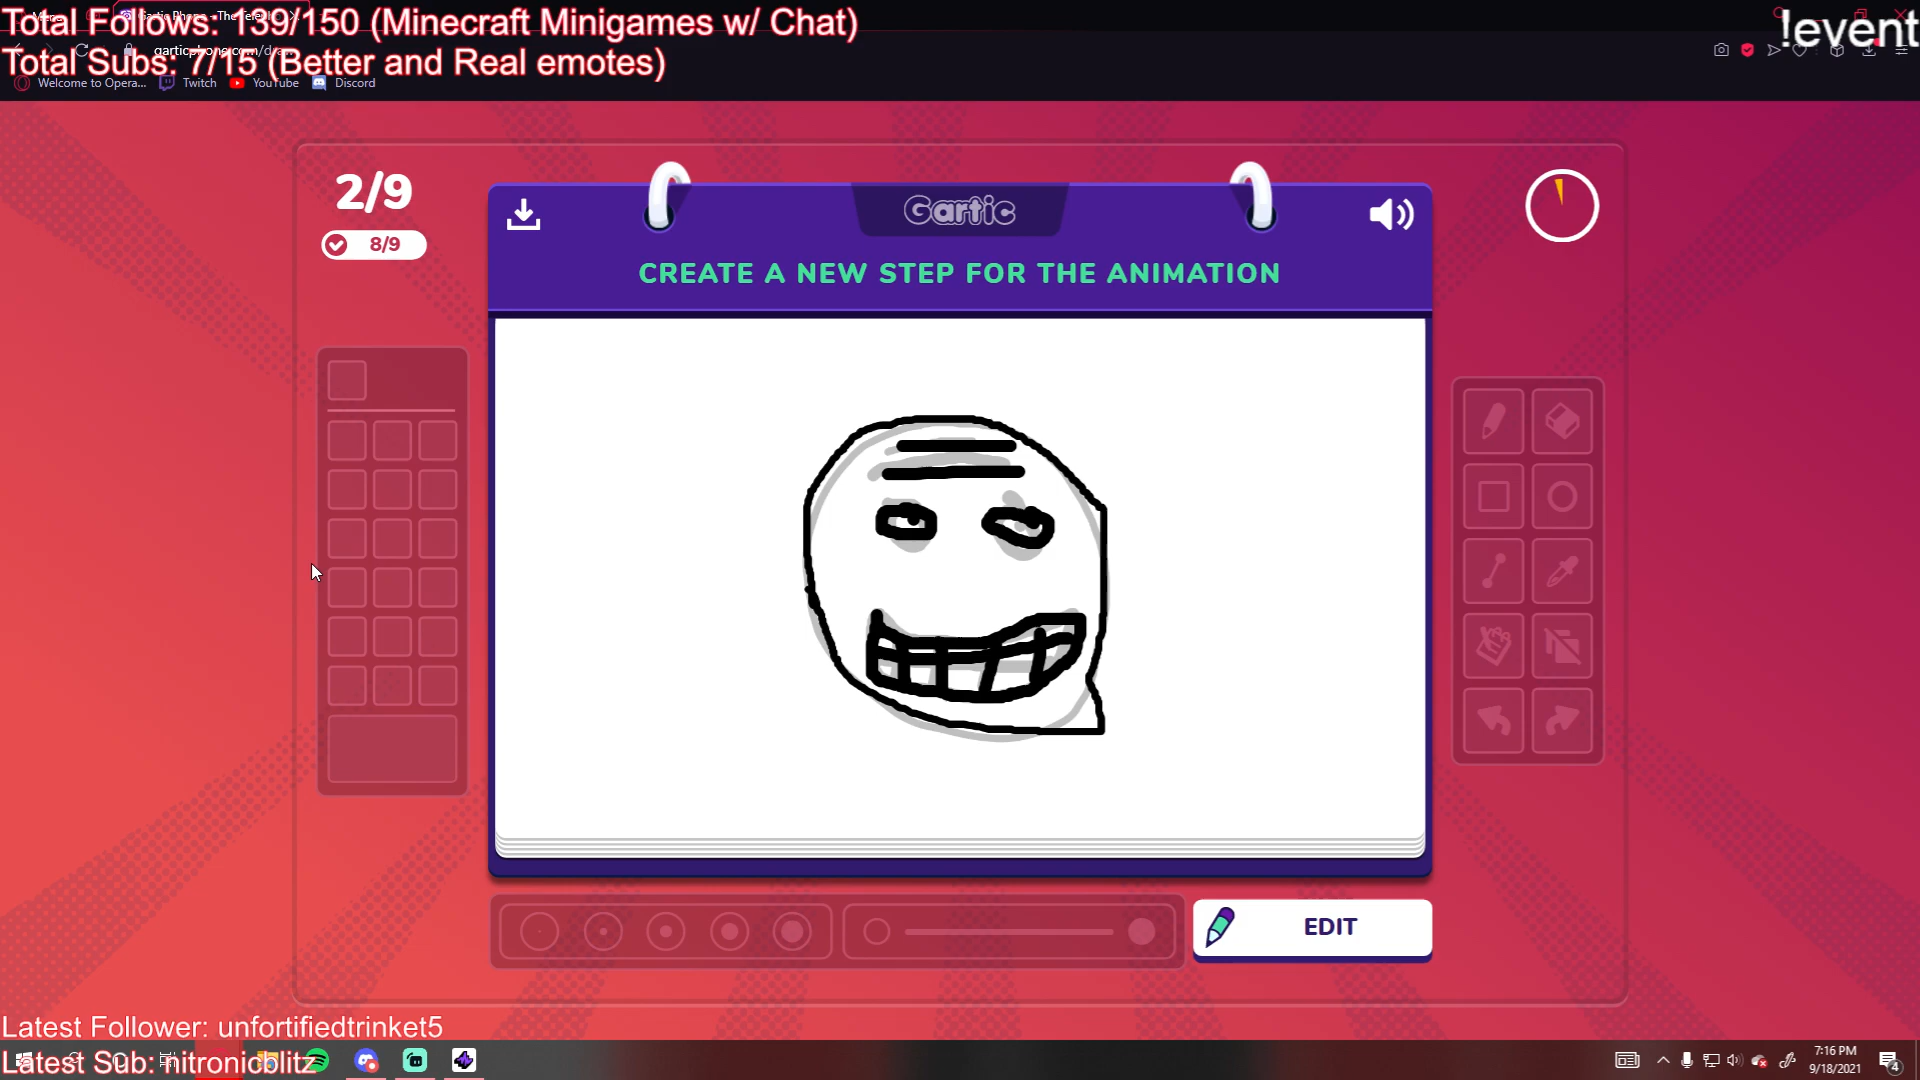 Total Follows: 139/150 (Minecraft Minigames w/ Chat)
!event
Total Subs: 7/15 (Better and Real emotes)
Welcome to Opera...
Twitch
YouTube
Discord
2/9
8/9
Gartic
CREATE A NEW STEP FOR THE ANIMATION
EDIT
Latest Follower: unfortifiedtrinket5
Latest Sub: nitronicblitz
7:16 PM
9/18/2021
4